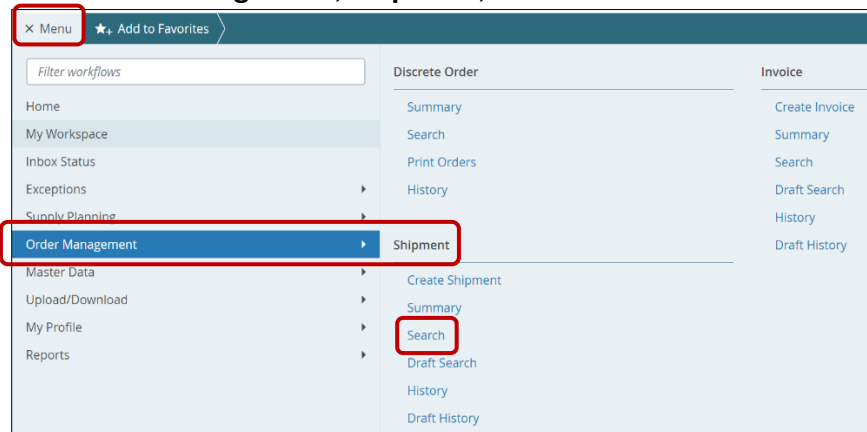 × Menu ★+ Add to Favorites
Filter workflows
Home
My Workspace
Inbox Status
Exceptions
Supply Planning
Order Management
Master Data
Upload/Download
My Profile
Reports
Discrete Order
Summary
Search
Print Orders
History
Shipment
Create Shipment
Summary
Search
Draft Search
History
Draft History
Invoice
Create Invoice
Summary
Search
Draft Search
History
Draft History